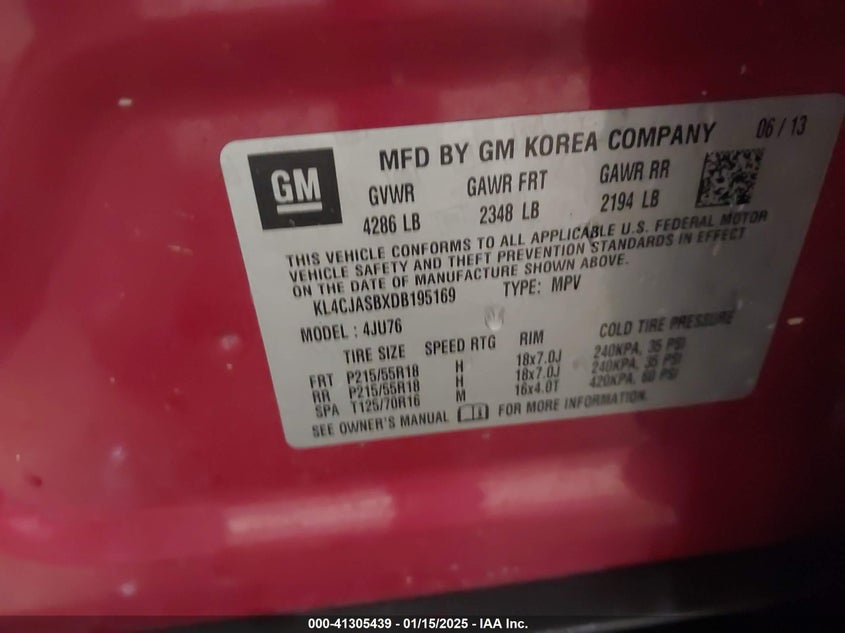 GM
MFD BY GM KOREA COMPANY 06 / 13
GVWR GAWR FRT GAWR RR
4286 LB 2348 LB 2194 LB
THIS VEHICLE CONFORMS TO ALL APPLICABLE U.S. FEDERAL MOTOR
VEHICLE SAFETY AND THEFT PREVENTION STANDARDS IN EFFECT
ON THE DATE OF MANUFACTURE SHOWN ABOVE.
KL4CJASBXDB195169 TYPE: MPV
MODEL : 4JU76
TIRE SIZE SPEED RTG RIM COLD TIRE PRESSURE
FRT P215/55R18 H 18x7.0J 240KPA, 35 PSI
RR P215/55R18 H 18x7.0J 240KPA, 35 PSI
SPA T125/70R16 M 16x4.0T 420KPA, 60 PSI
SEE OWNER'S MANUAL FOR MORE INFORMATION.
000-41305439 - 01/15/2025 - IAA Inc.